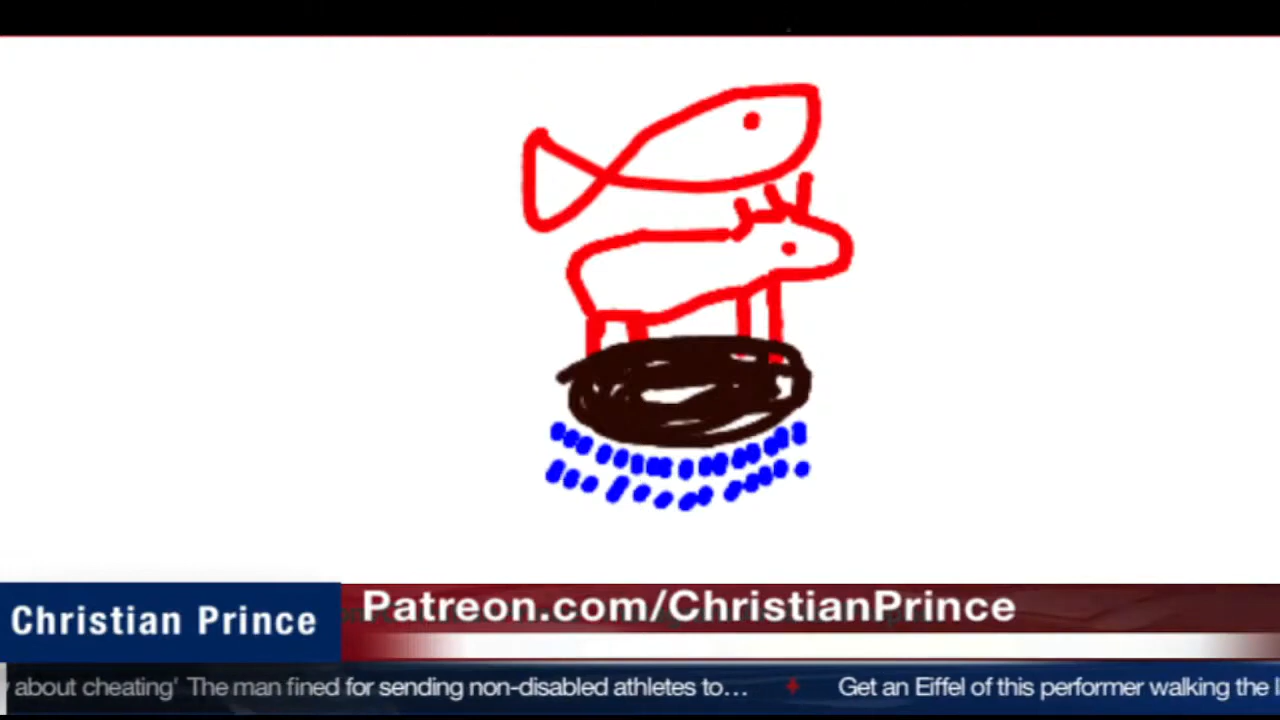 Christian Prince
Patreon.com/ChristianPrince
about cheating' The man fined for sending non-disabled athletes to... Get an Eiffel of this performer walking the